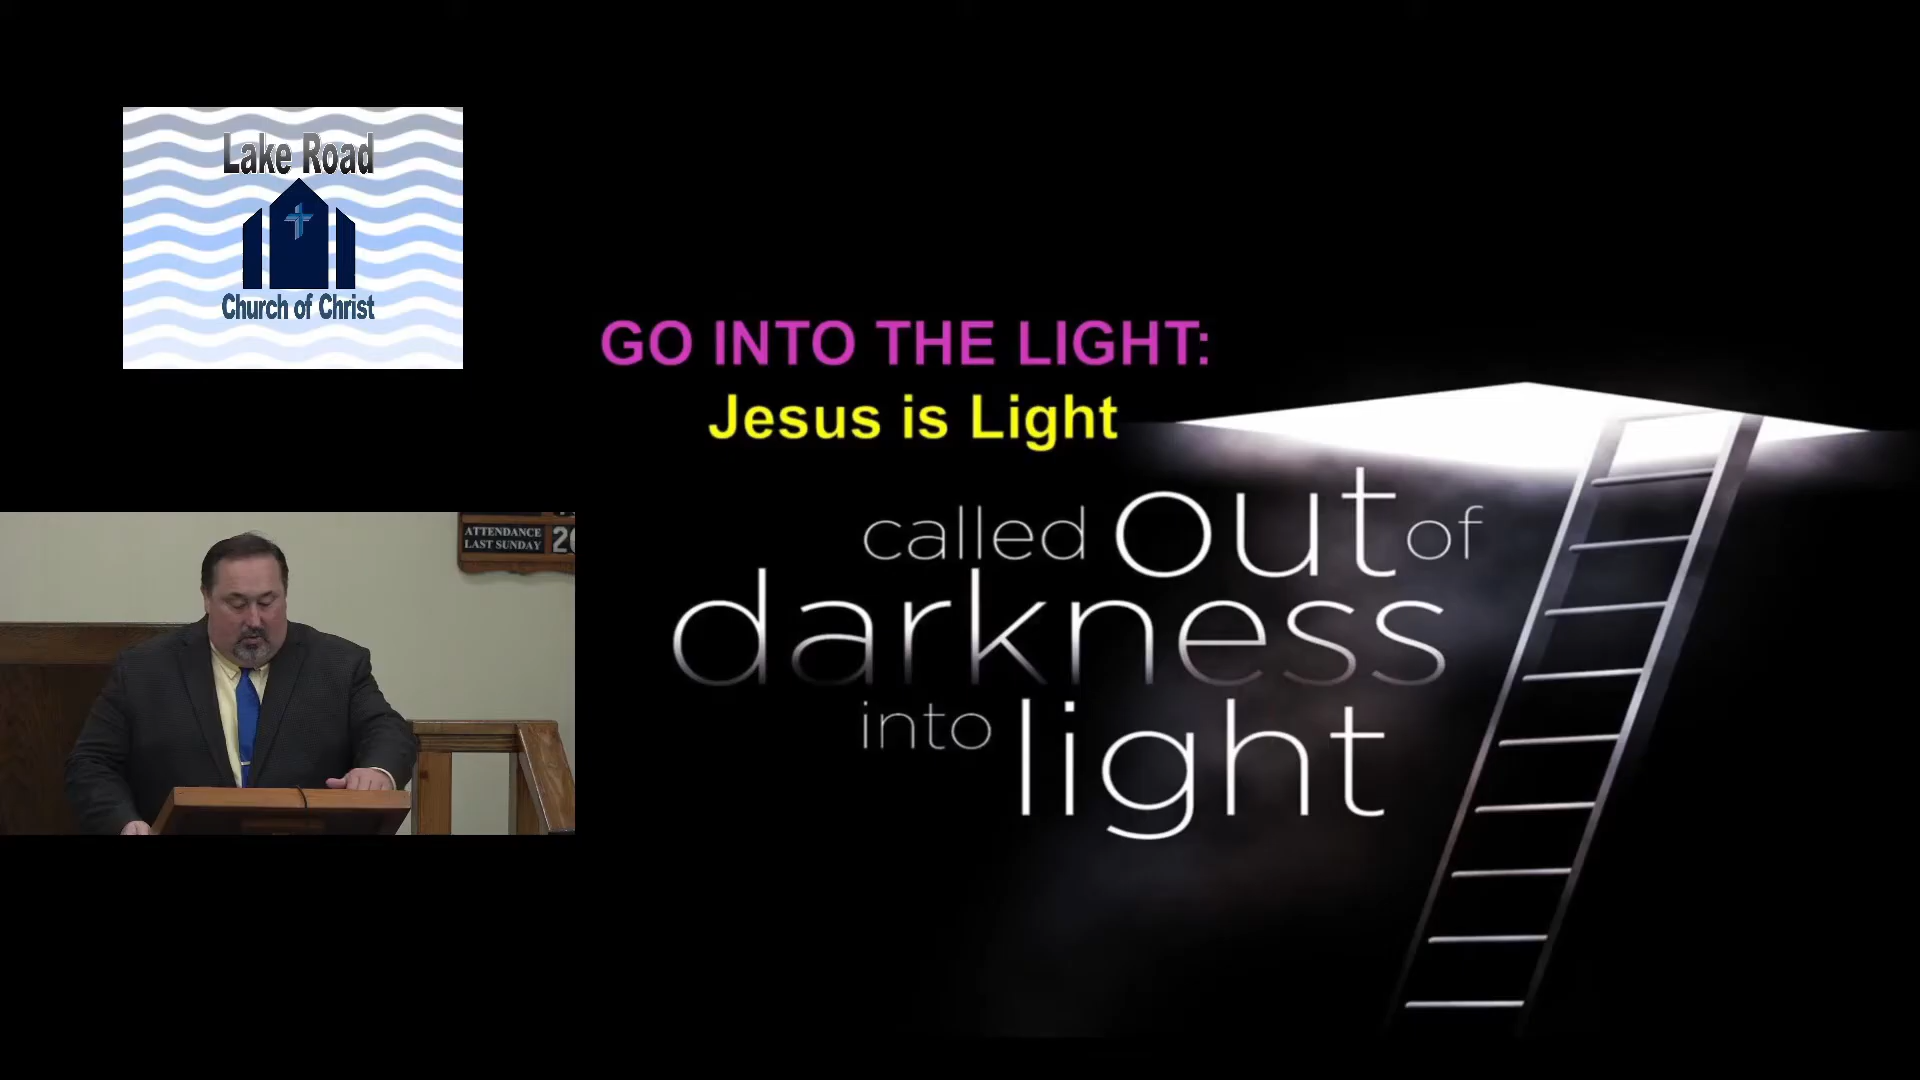 Lake Road
Church of Christ
GO INTO THE LIGHT:
Jesus is Light
called out of
darkness
into light
ATTENDANCE
LAST SUNDAY